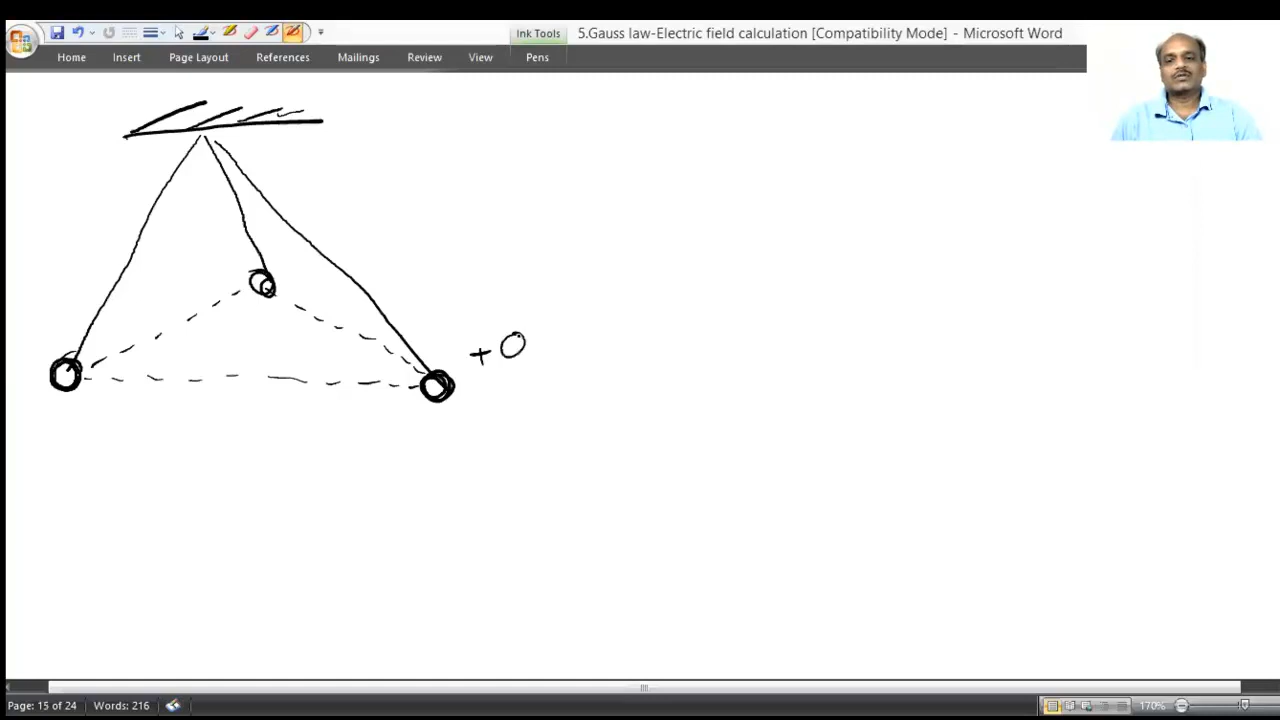 5.Gauss law-Electric field calculation [Compatibility Mode] - Microsoft Word
Ink Tools
Home Insert Page Layout References Mailings Review View Pens
+ O
Page: 15 of 24 Words: 216 170%